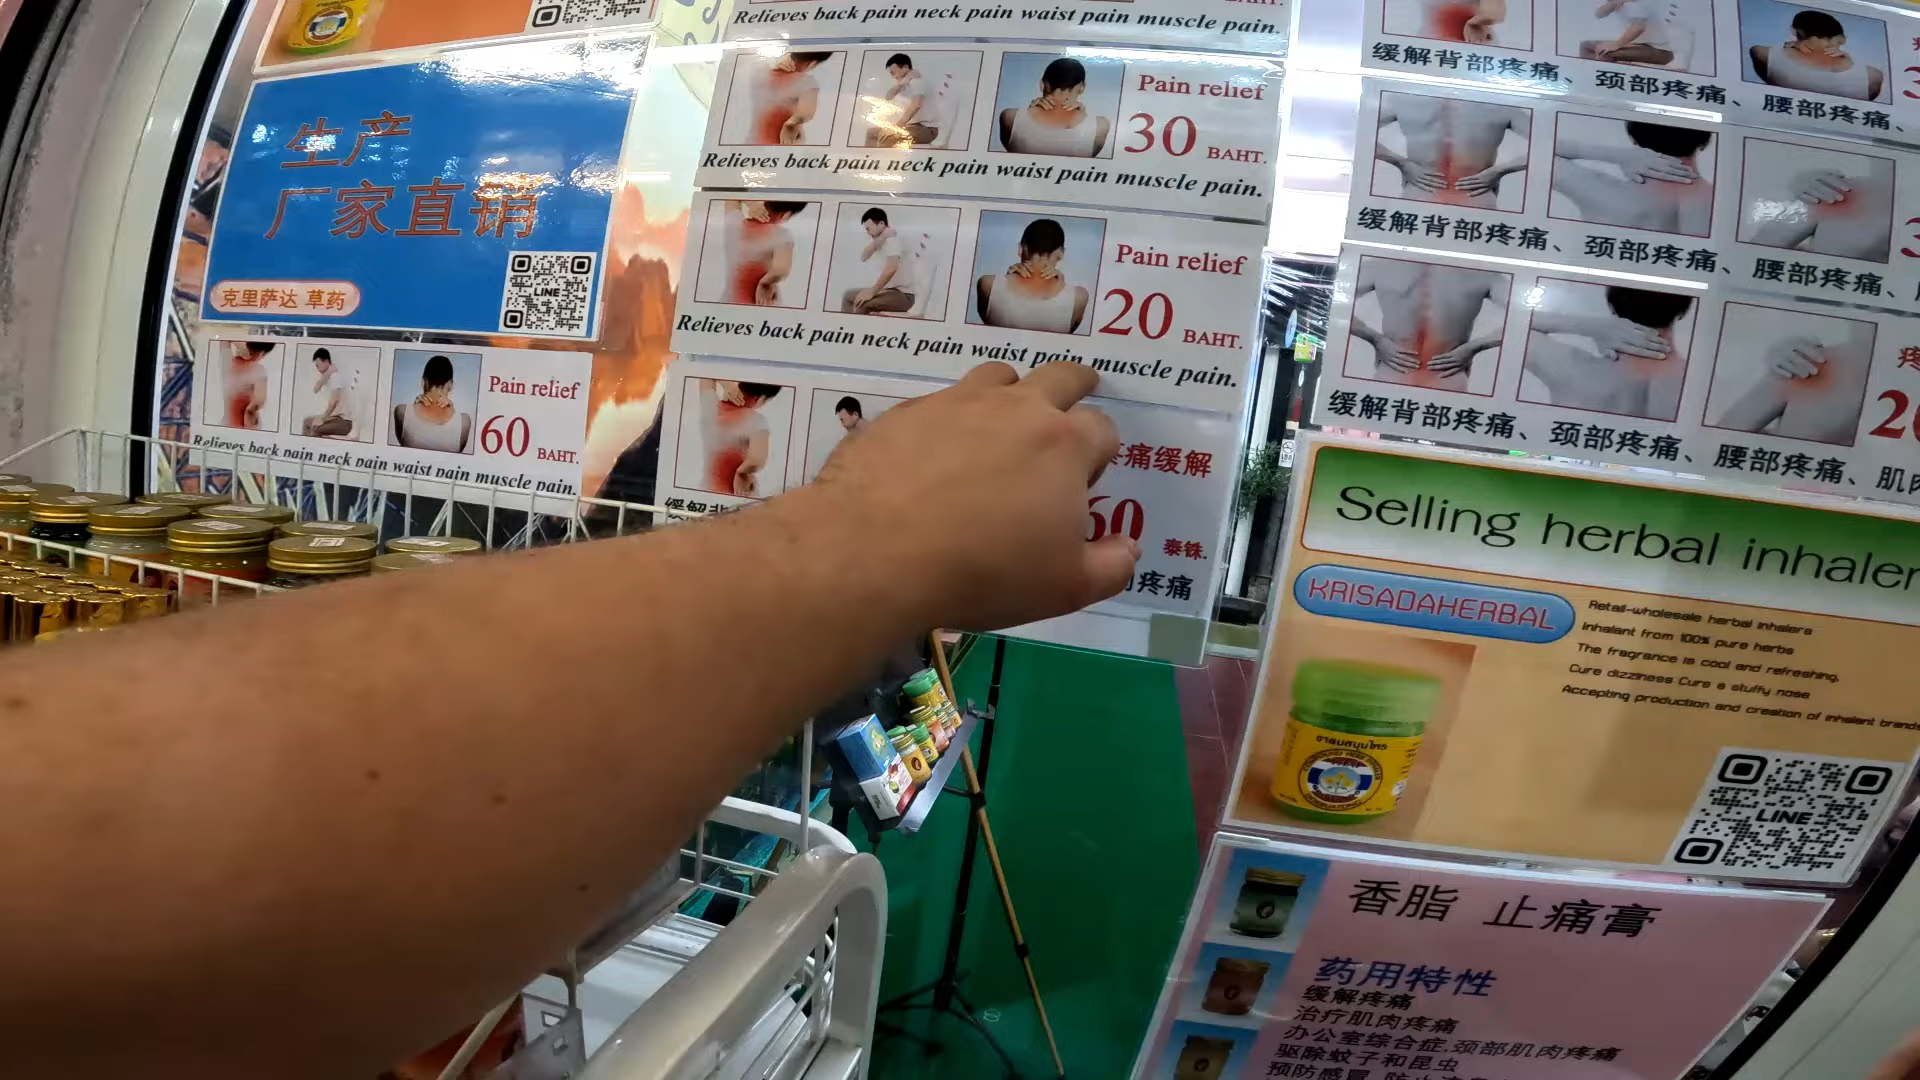 Relieves back pain neck pain waist pain muscle pain.
生产
厂家直销
LINE
克里萨达 草药
Pain relief
60 BAHT.
Relieves back pain neck pain waist pain muscle pain.
Pain relief
30 BAHT.
Relieves back pain neck pain waist pain muscle pain.
Pain relief
20 BAHT.
Relieves back pain neck pain waist pain muscle pain.
痛缓解
60 泰铢.
疼痛
缓解背部疼痛、颈部疼痛、腰部疼痛、
缓解背部疼痛、颈部疼痛、腰部疼痛、
20
缓解背部疼痛、颈部疼痛、腰部疼痛、肌肉
Selling herbal inhaler
KRISADAHERBAL
Retail-wholesale herbal inhalers
Inhalant from 100% pure herbs
The fragrance is cool and refreshing.
Cure dizziness Cure a stuffy nose
Accepting production and creation of inhalant brands
LINE
香脂 止痛膏
药用特性
缓解疼痛
治疗肌肉疼痛
办公室综合症,颈部肌肉疼痛
驱除蚊子和昆虫
预防感冒